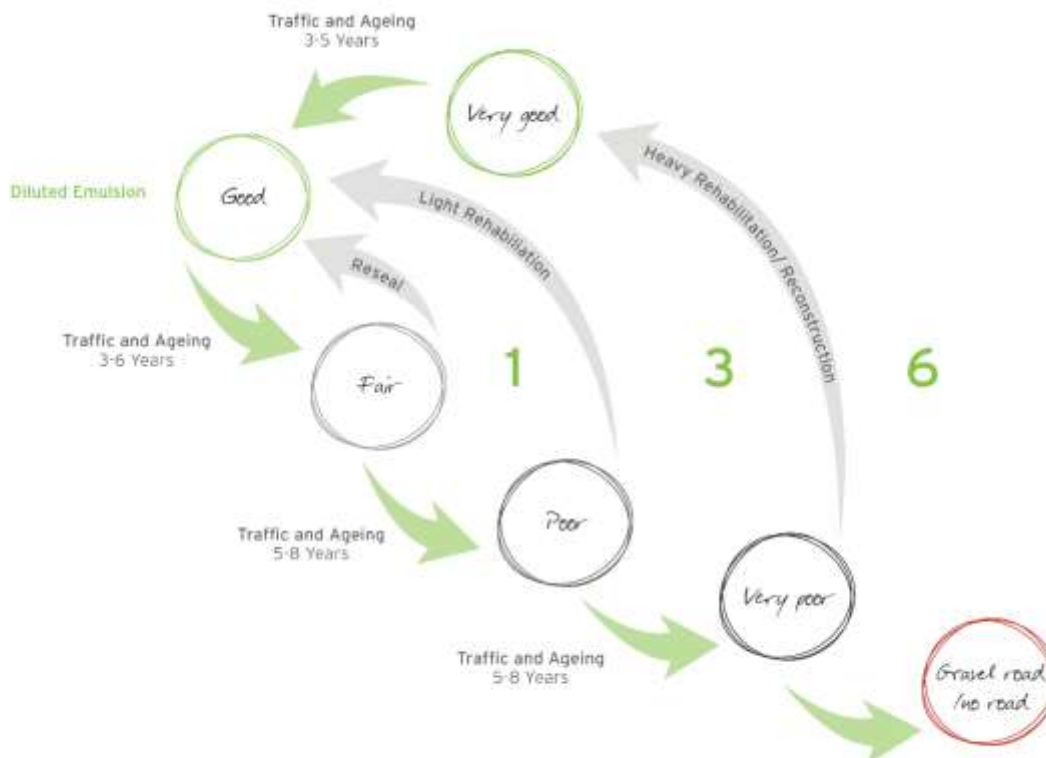 Traffic and Ageing
3-5 Years
Very good
Diluted Emulsion
Good
Heavy Rehabilitation/ Reconstruction
Light Rehabiliation
Reseal
Traffic and Ageing
3-6 Years
Fair
1
3
6
Traffic and Ageing
5-8 Years
Poor
Very poor
Traffic and Ageing
5-8 Years
Gravel road
/no road